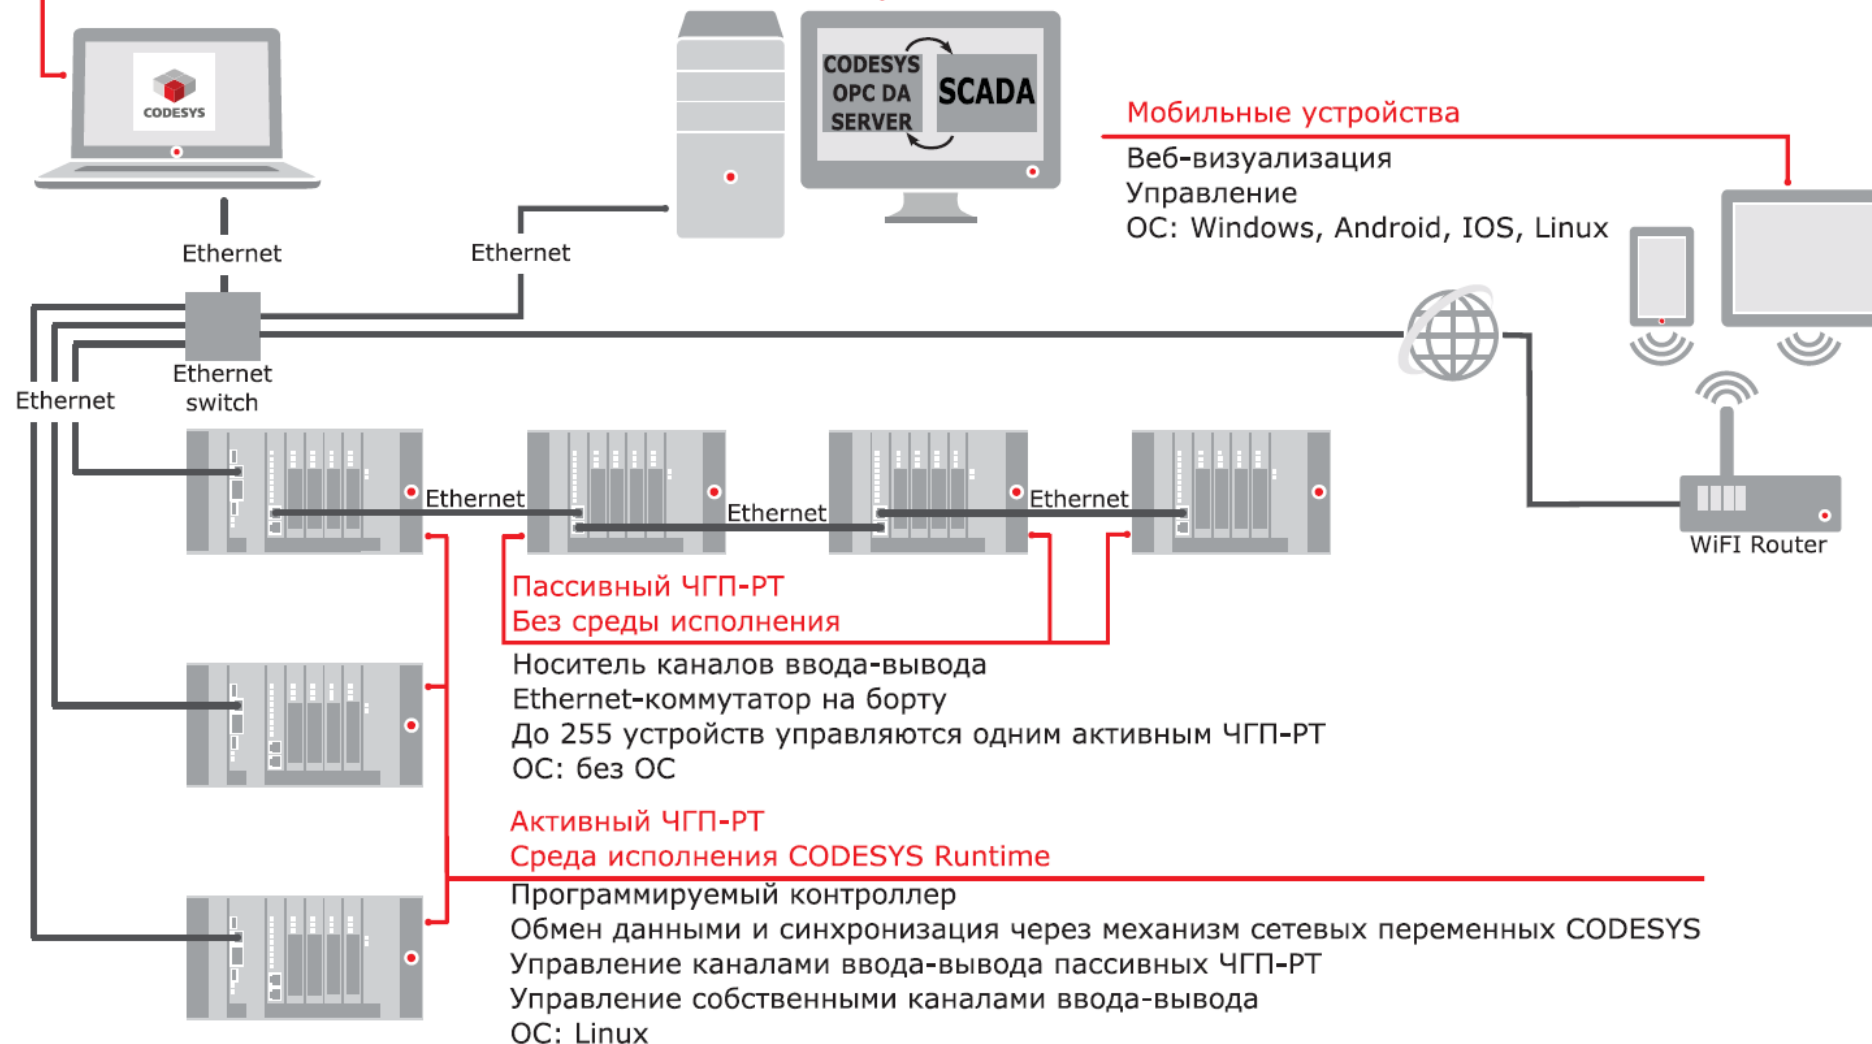 CODESYS
CODESYS
OPC DA
SERVER
SCADA
Мобильные устройства
Веб-визуализация
Управление
ОС: Windows, Android, IOS, Linux
Ethernet
Ethernet
Ethernet
switch
Ethernet
Ethernet
Ethernet
Ethernet
WiFI Router
Пассивный ЧГП-РТ
Без среды исполнения
Носитель каналов ввода-вывода
Ethernet-коммутатор на борту
До 255 устройств управляются одним активным ЧГП-РТ
ОС: без ОС
Активный ЧГП-РТ
Среда исполнения CODESYS Runtime
Программируемый контроллер
Обмен данными и синхронизация через механизм сетевых переменных CODESYS
Управление каналами ввода-вывода пассивных ЧГП-РТ
Управление собственными каналами ввода-вывода
ОС: Linux